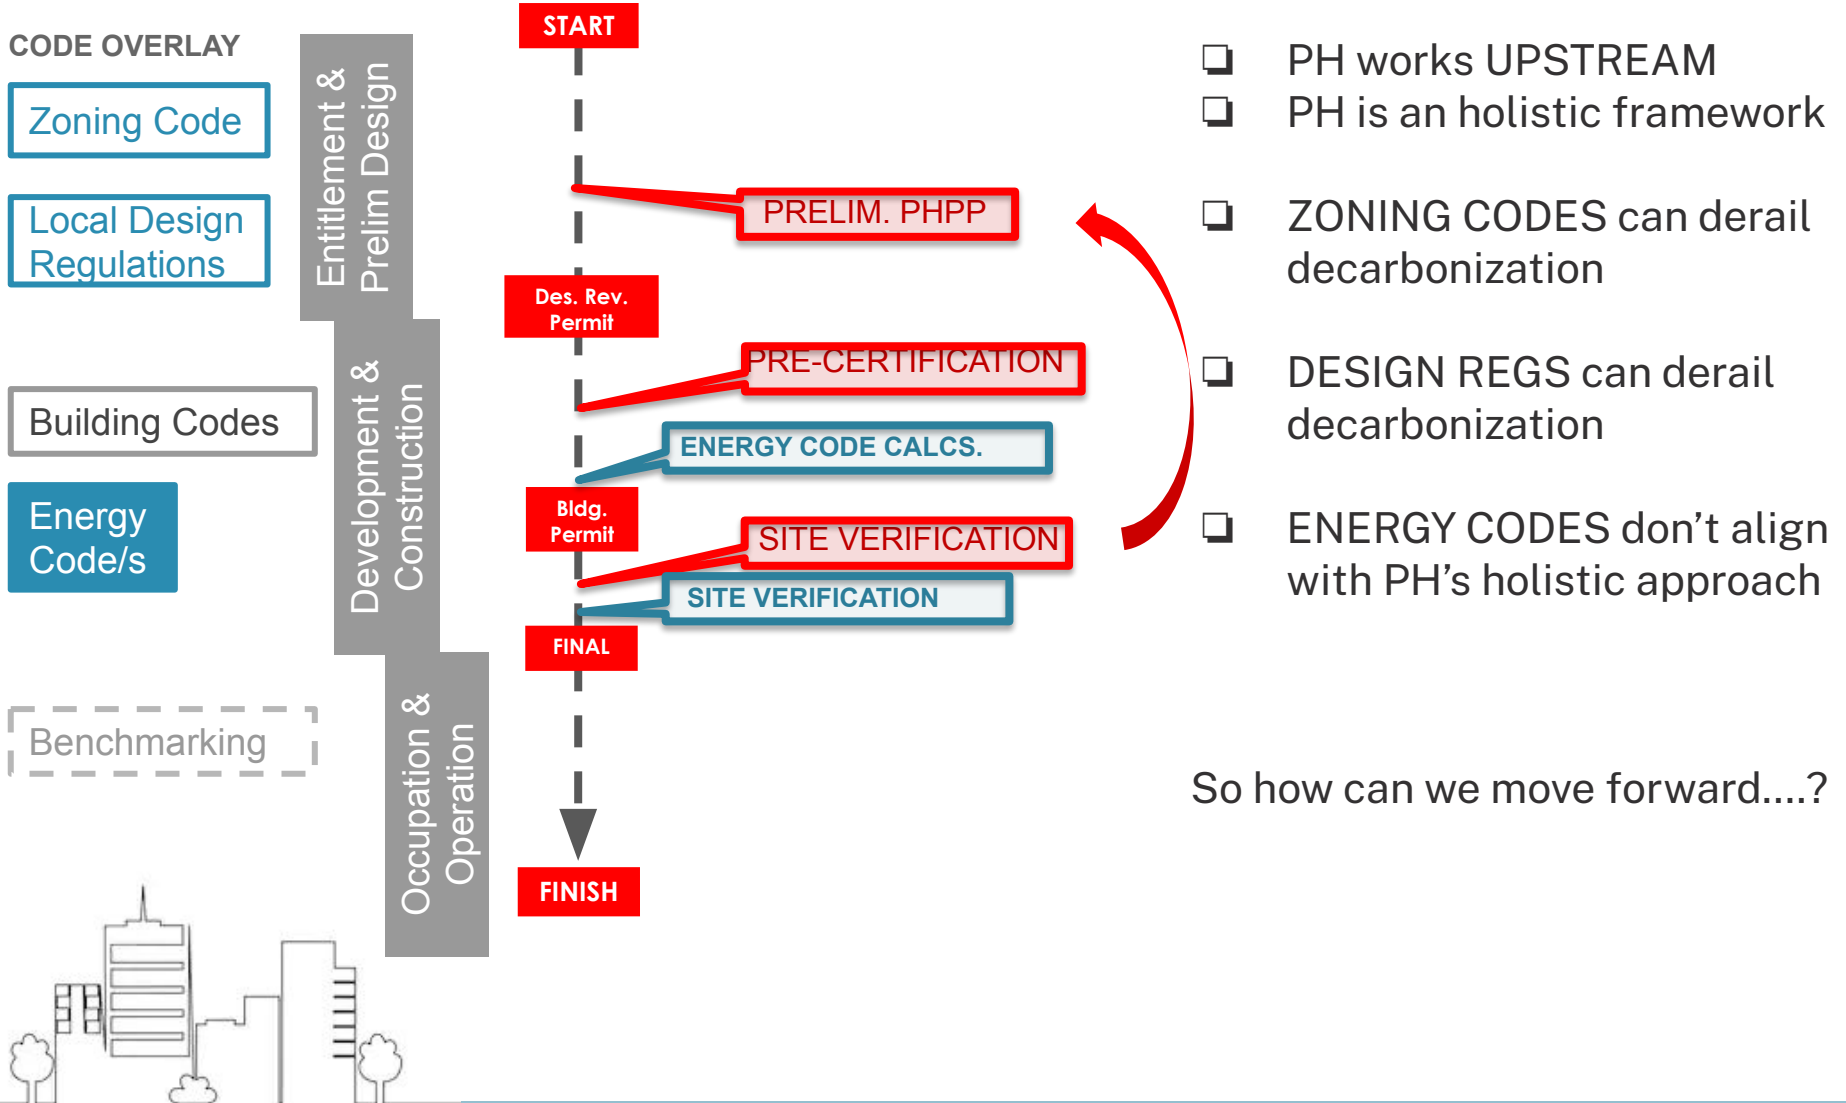 CODE OVERLAY
Zoning Code
Local Design
Regulations
Building Codes
Energy
Code/s
Benchmarking
Entitlement &
Prelim Design
Development &
Construction
Occupation &
Operation
START
PRELIM. PHPP
Des. Rev.
Permit
PRE-CERTIFICATION
ENERGY CODE CALCS.
Bldg.
Permit
SITE VERIFICATION
SITE VERIFICATION
FINAL
FINISH
❏ PH works UPSTREAM
❏ PH is an holistic framework
❏ ZONING CODES can derail
decarbonization
❏ DESIGN REGS can derail
decarbonization
❏ ENERGY CODES don’t align
with PH’s holistic approach
So how can we move forward....?